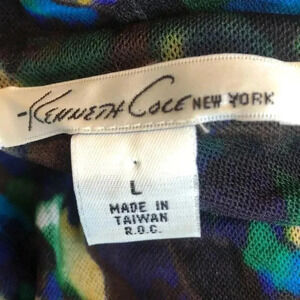 KENNETH COLE NEW YORK
L
MADE IN
TAIWAN
R.O.C.